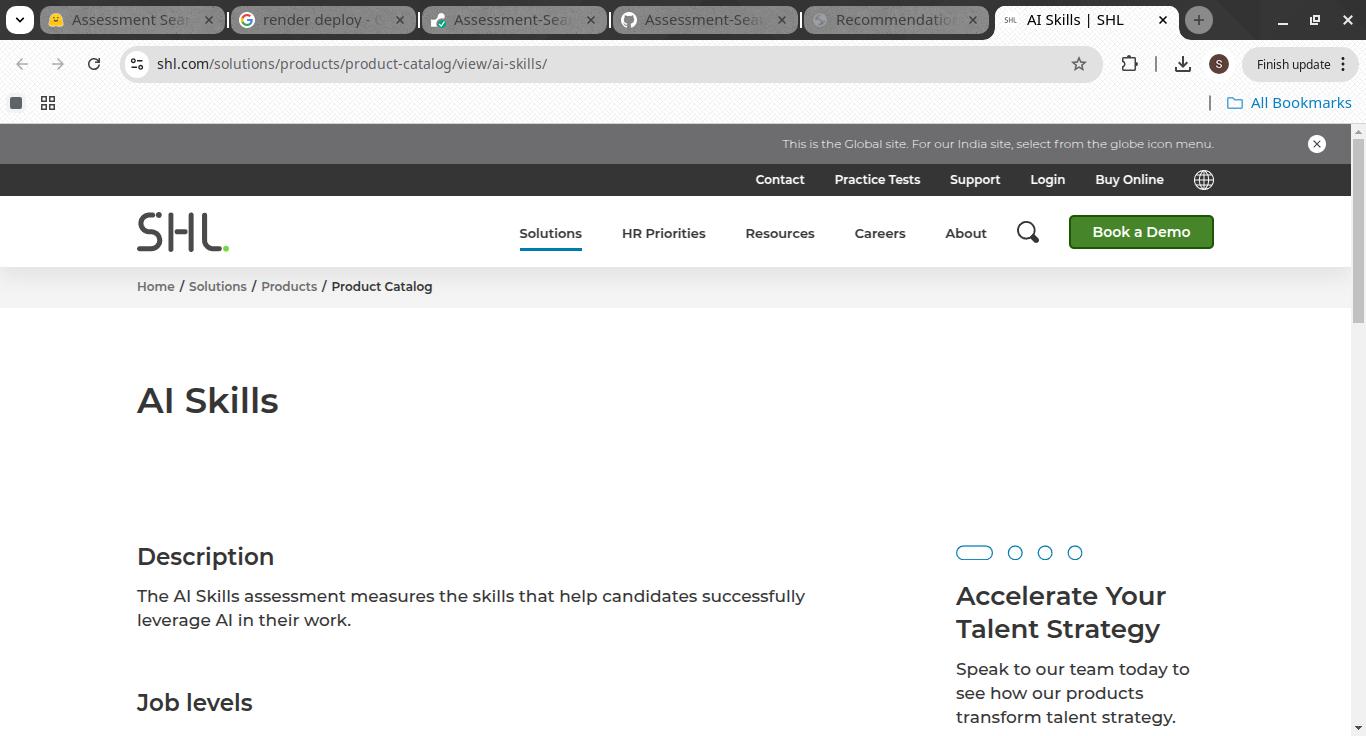 Assessment Sear
render deploy - G
Assessment-Sear
Assessment-Sear
Recommendation
SHL AI Skills | SHL
shl.com/solutions/products/product-catalog/view/ai-skills/
S
Finish update
All Bookmarks
This is the Global site. For our India site, select from the globe icon menu.
Contact Practice Tests Support Login Buy Online
SHL.
Solutions HR Priorities Resources Careers About Book a Demo
Home / Solutions / Products / Product Catalog
AI Skills
Description
The AI Skills assessment measures the skills that help candidates successfully
leverage AI in their work.
Job levels
Accelerate Your
Talent Strategy
Speak to our team today to
see how our products
transform talent strategy.